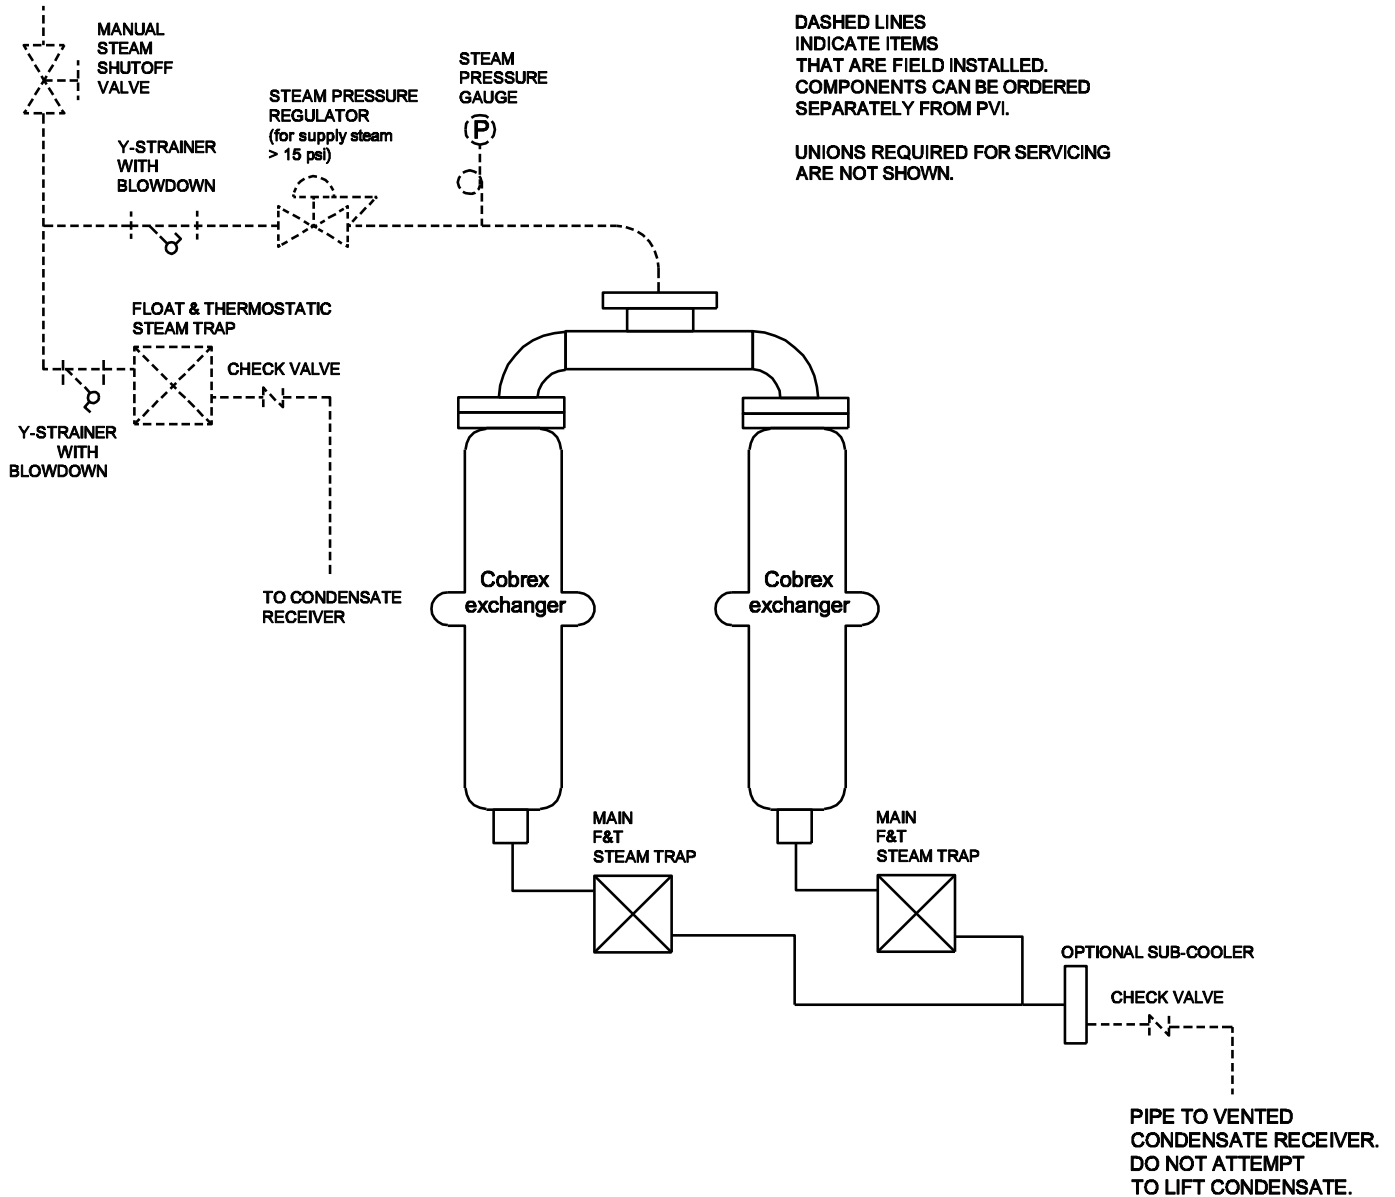 MANUAL
STEAM
SHUTOFF
VALVE
DASHED LINES
INDICATE ITEMS
THAT ARE FIELD INSTALLED.
COMPONENTS CAN BE ORDERED
SEPARATELY FROM PVI.
UNIONS REQUIRED FOR SERVICING
ARE NOT SHOWN.
STEAM
PRESSURE
GAUGE
P
STEAM PRESSURE
REGULATOR
(for supply steam
> 15 psi)
Y-STRAINER
WITH
BLOWDOWN
FLOAT & THERMOSTATIC
STEAM TRAP
CHECK VALVE
Y-STRAINER
WITH
BLOWDOWN
TO CONDENSATE
RECEIVER
Cobrex
exchanger
Cobrex
exchanger
MAIN
F&T
STEAM TRAP
MAIN
F&T
STEAM TRAP
OPTIONAL SUB-COOLER
CHECK VALVE
PIPE TO VENTED
CONDENSATE RECEIVER.
DO NOT ATTEMPT
TO LIFT CONDENSATE.